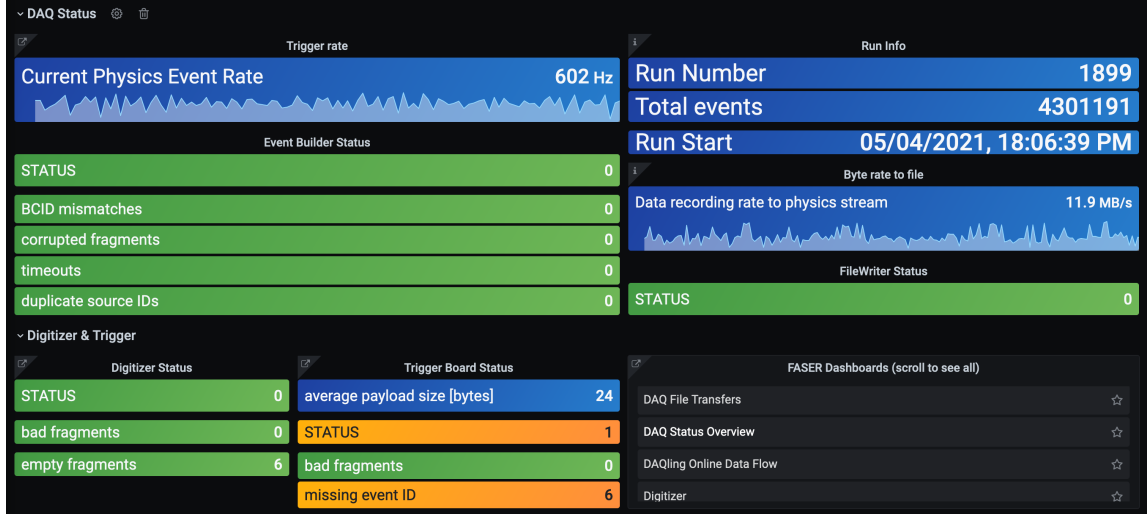 DAQ Status
Trigger rate
Current Physics Event Rate 602 Hz
Event Builder Status
STATUS 0
BCID mismatches 0
corrupted fragments 0
timeouts 0
duplicate source IDs 0
Run Info
Run Number 1899
Total events 4301191
Run Start 05/04/2021, 18:06:39 PM
Byte rate to file
Data recording rate to physics stream 11.9 MB/s
FileWriter Status
STATUS 0
Digitizer & Trigger
Digitizer Status
STATUS 0
bad fragments 0
empty fragments 6
Trigger Board Status
average payload size [bytes] 24
STATUS 1
bad fragments 0
missing event ID 6
FASER Dashboards (scroll to see all)
DAQ File Transfers
DAQ Status Overview
DAQling Online Data Flow
Digitizer